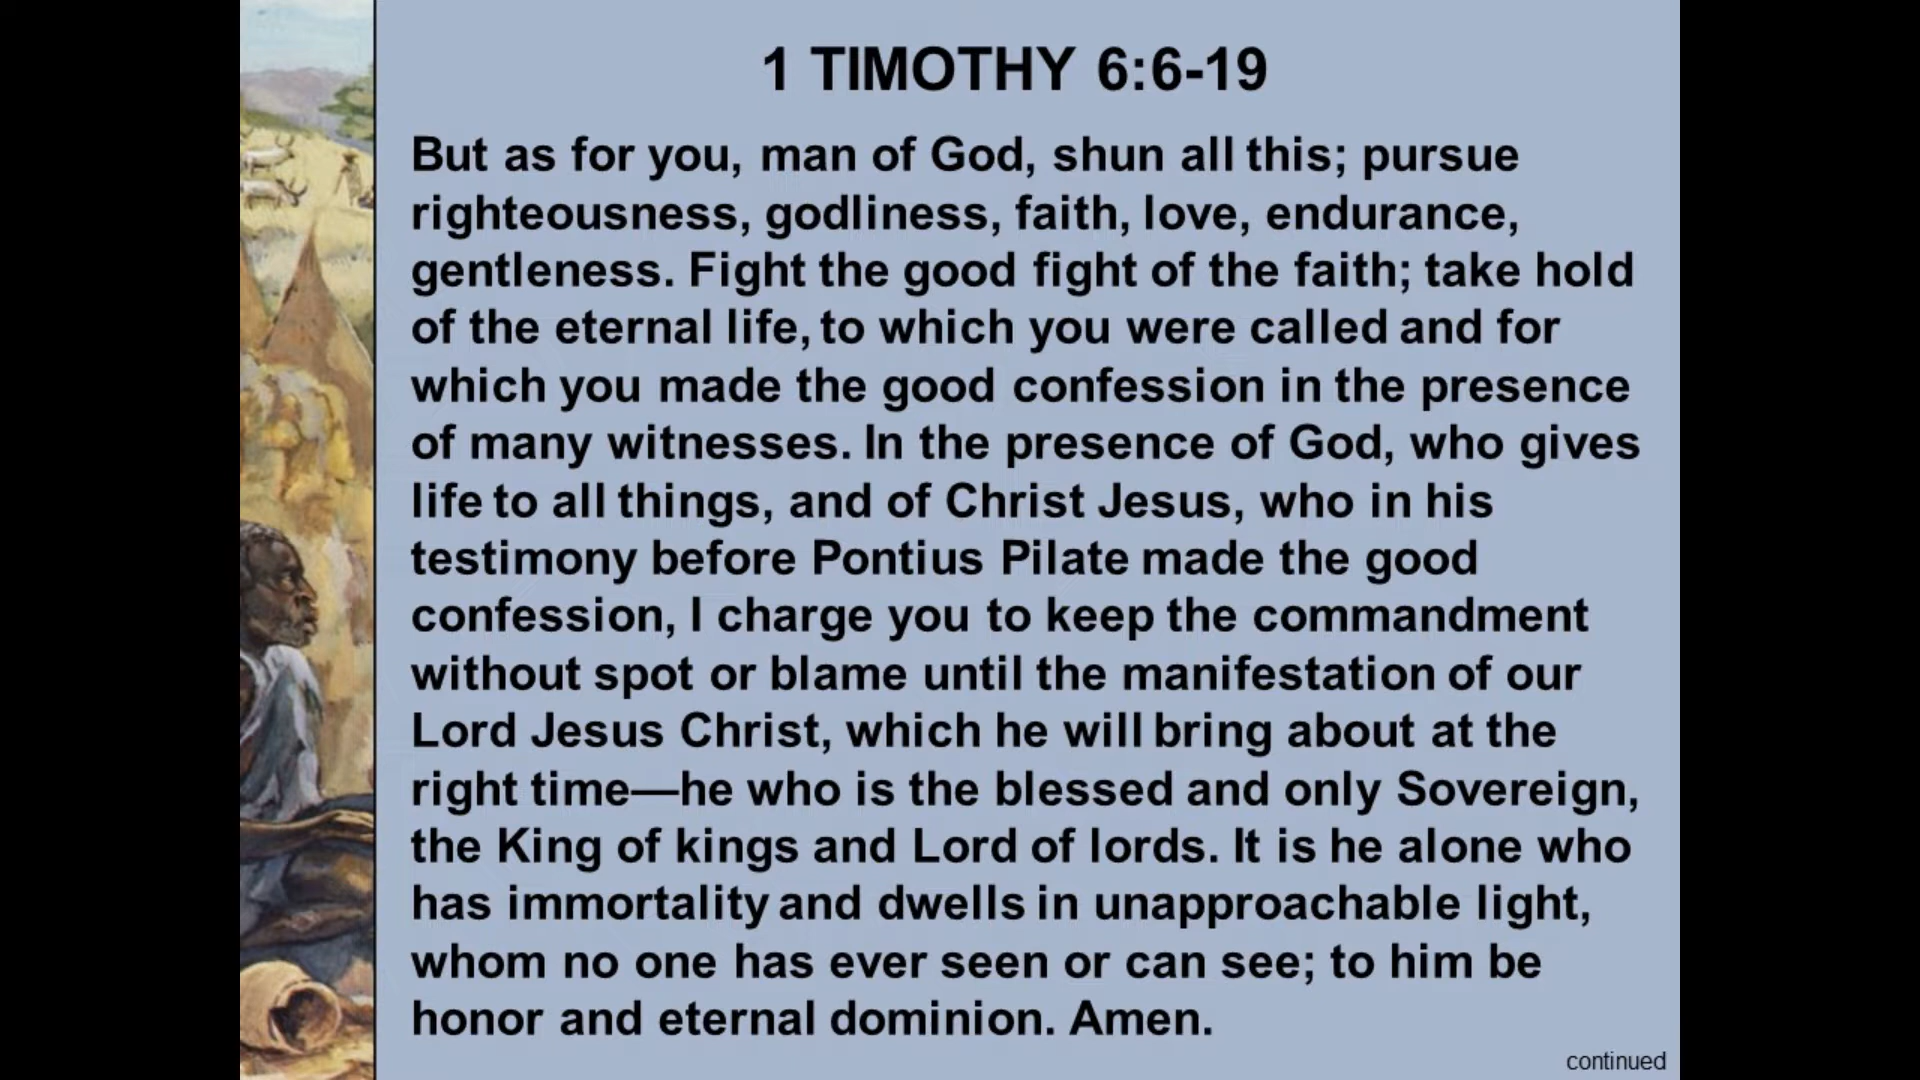 1 TIMOTHY 6:6-19
But as for you, man of God, shun all this; pursue
righteousness, godliness, faith, love, endurance,
gentleness. Fight the good fight of the faith; take hold
of the eternal life, to which you were called and for
which you made the good confession in the presence
of many witnesses. In the presence of God, who gives
life to all things, and of Christ Jesus, who in his
testimony before Pontius Pilate made the good
confession, I charge you to keep the commandment
without spot or blame until the manifestation of our
Lord Jesus Christ, which he will bring about at the
right time—he who is the blessed and only Sovereign,
the King of kings and Lord of lords. It is he alone who
has immortality and dwells in unapproachable light,
whom no one has ever seen or can see; to him be
honor and eternal dominion. Amen.
continued